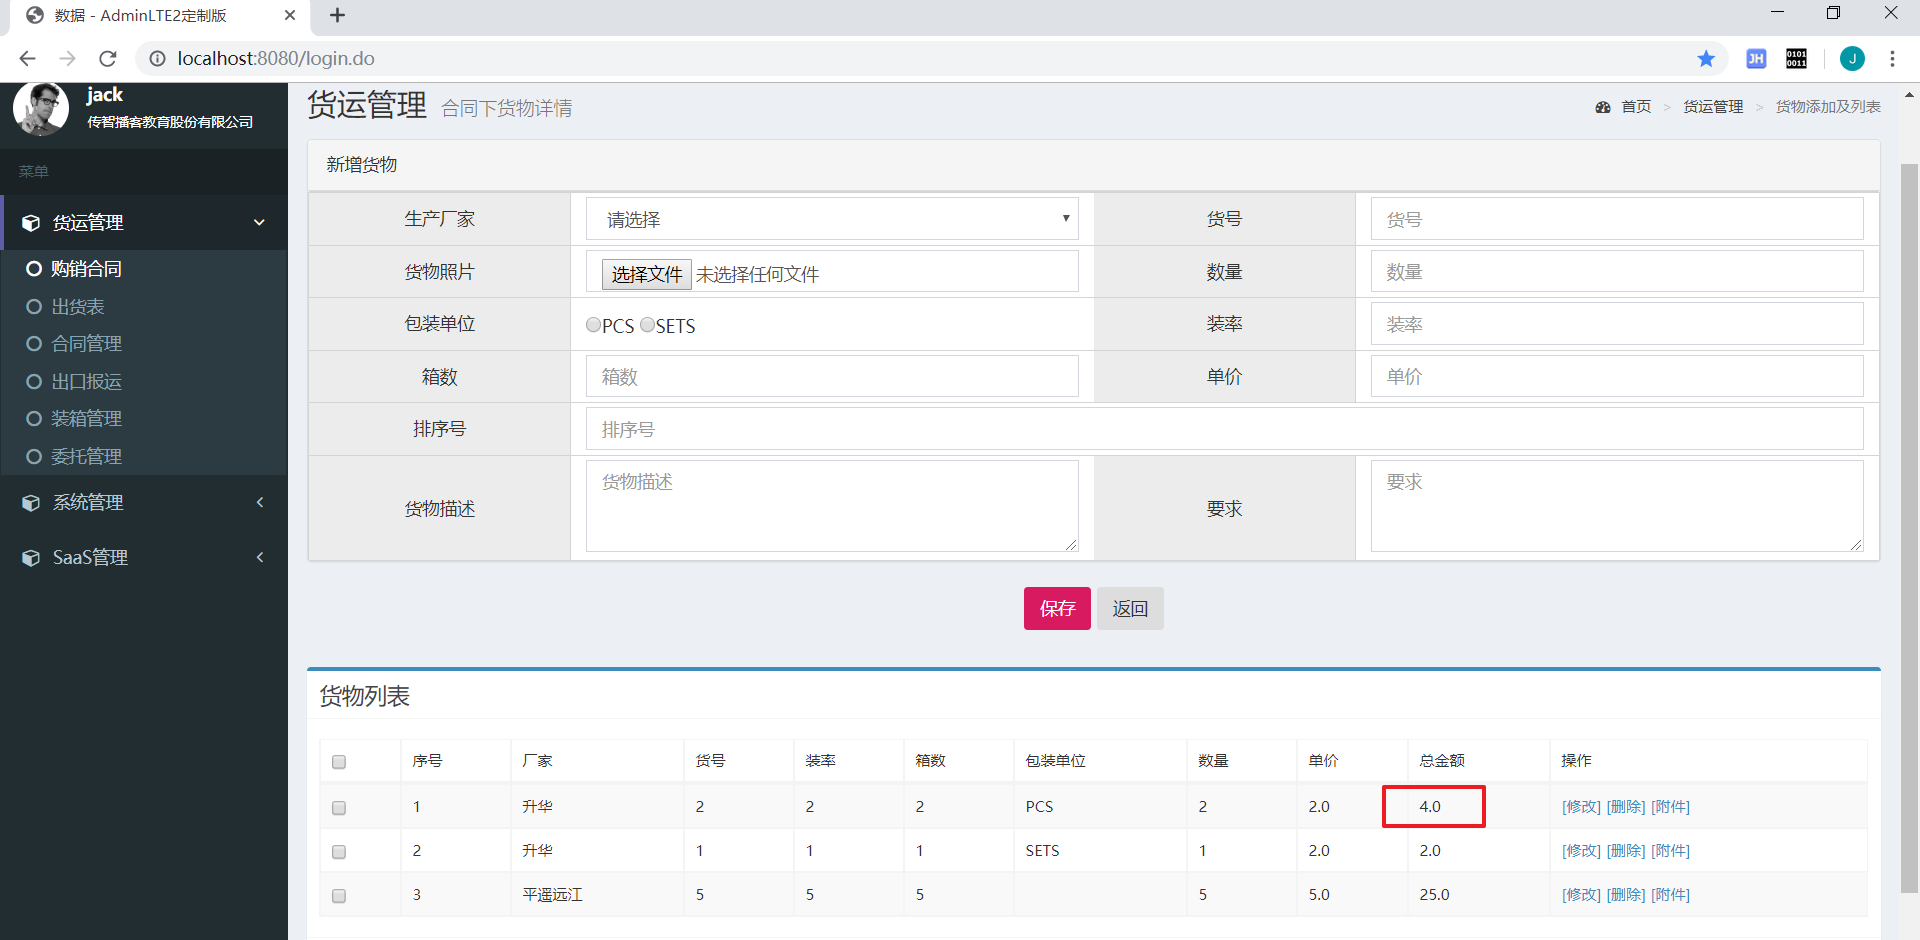 数据 - AdminLTE2定制版
localhost:8080/login.do
JH
0101
0011
J
jack
传智播客教育股份有限公司
菜单
货运管理
购销合同
出货表
合同管理
出口报运
装箱管理
委托管理
系统管理
SaaS管理
货运管理 合同下货物详情
首页 > 货运管理 > 货物添加及列表
新增货物
生产厂家 请选择 货号 货号
货物照片 选择文件 未选择任何文件 数量 数量
包装单位 PCS SETS 装率 装率
箱数 箱数 单价 单价
排序号 排序号
货物描述 货物描述 要求 要求
保存 返回
货物列表
序号 厂家 货号 装率 箱数 包装单位 数量 单价 总金额 操作
1 升华 2 2 2 PCS 2 2.0 4.0 [修改] [删除] [附件]
2 升华 1 1 1 SETS 1 2.0 2.0 [修改] [删除] [附件]
3 平遥远江 5 5 5 5 5.0 25.0 [修改] [删除] [附件]